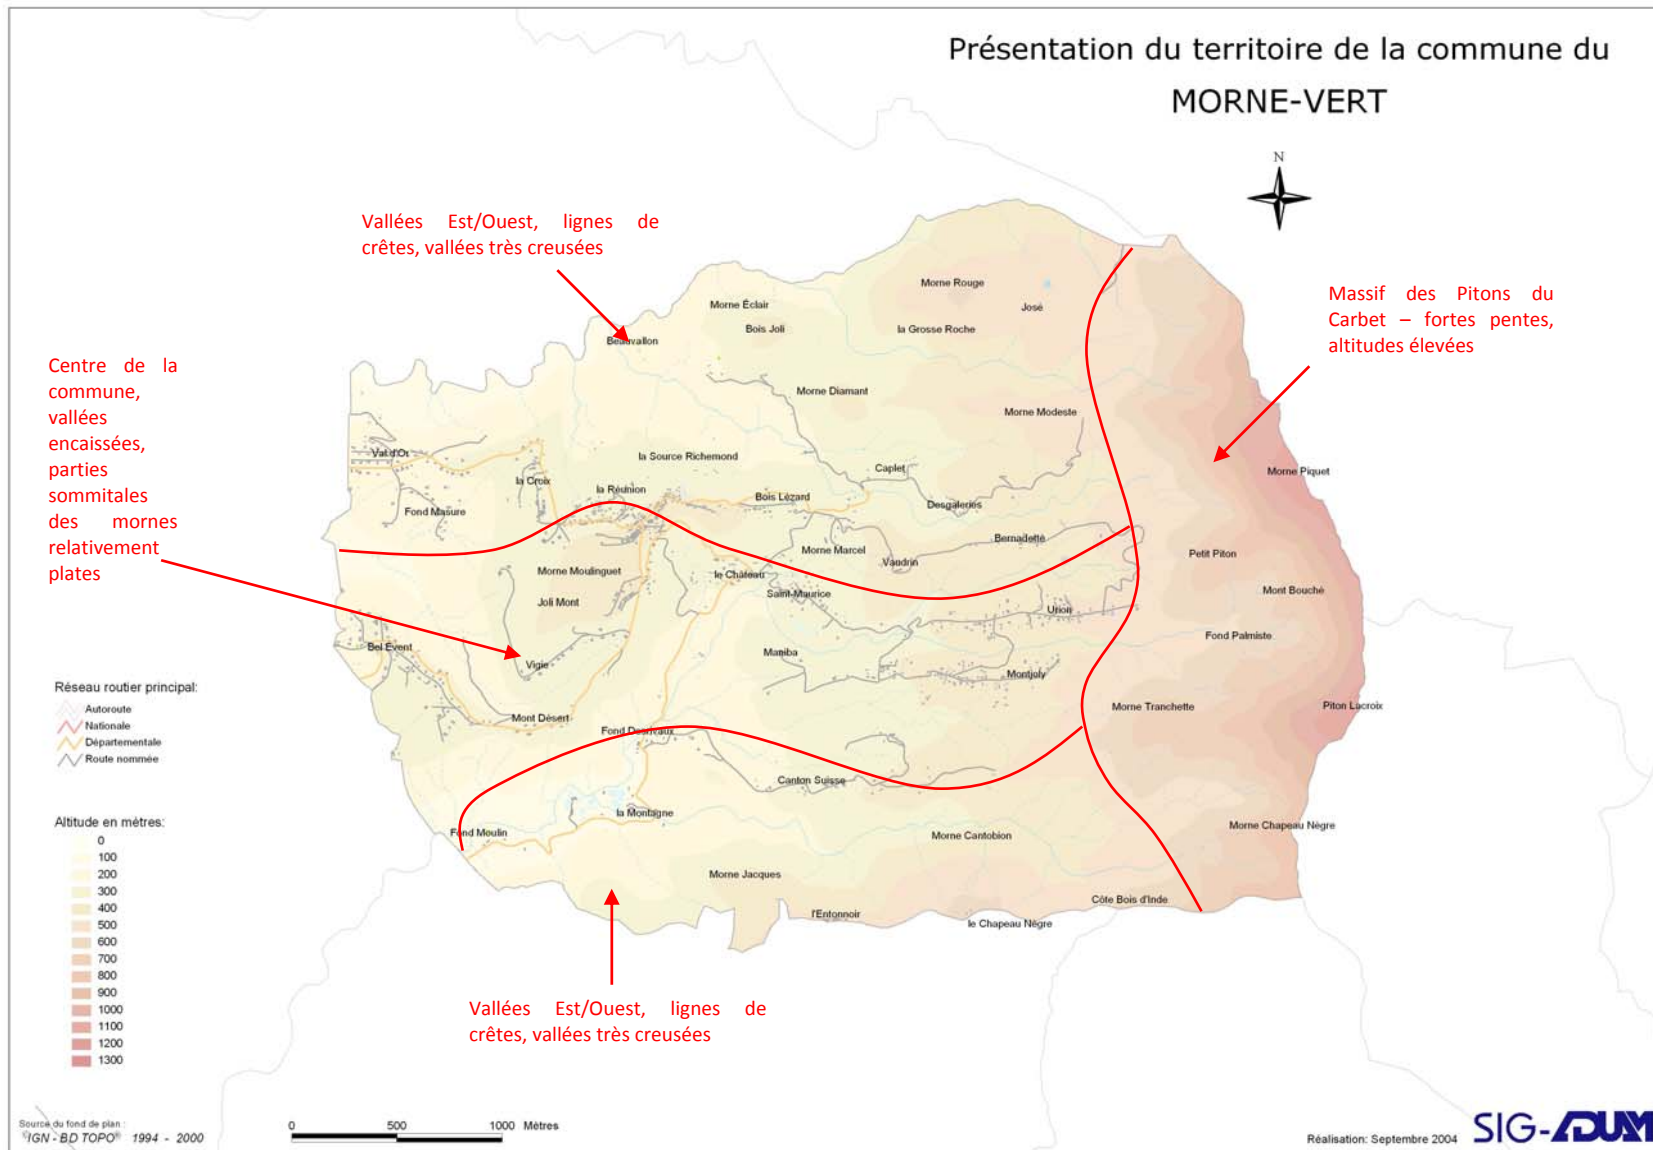 Présentation du territoire de la commune du
MORNE-VERT
N
Vallées Est/Ouest, lignes de
crêtes, vallées très creusées
Massif des Pitons du
Carbet – fortes pentes,
altitudes élevées
Centre de la
commune,
vallées
encaissées,
parties
sommitales
des mornes
relativement
plates
Morne Rouge
Morne Éclair
José
Bois Joli
la Grosse Roche
Beauvallon
Morne Diamant
Morne Modeste
Val d'Or
la Source Richemond
Caplet
Morne Piquet
la Croix
la Réunion
Bois Lézard
Fond Masure
Desgaleries
Bernadette
Morne Marcel
Petit Piton
Vaudrin
Morne Moulinguet
le Château
Saint-Maurice
Mont Bouché
Joli Mont
Union
Fond Palmiste
Bel Évent
Maniba
Vigie
Montjoly
Morne Tranchette
Piton Lacroix
Mont Désert
Fond Desrivaux
Canton Suisse
la Montagne
Fond Moulin
Morne Cantobion
Morne Chapeau Nègre
Morne Jacques
Côte Bois d'Inde
l'Entonnoir
le Chapeau Nègre
Réseau routier principal:
Autoroute
Nationale
Départementale
Route nommée
Altitude en mètres:
0
100
200
300
400
500
600
700
800
900
1000
1100
1200
1300
Vallées Est/Ouest, lignes de
crêtes, vallées très creusées
Source du fond de plan :
©IGN - BD TOPO® 1994 - 2000
0 500 1000 Mètres
Réalisation: Septembre 2004
SIG-ADUAM